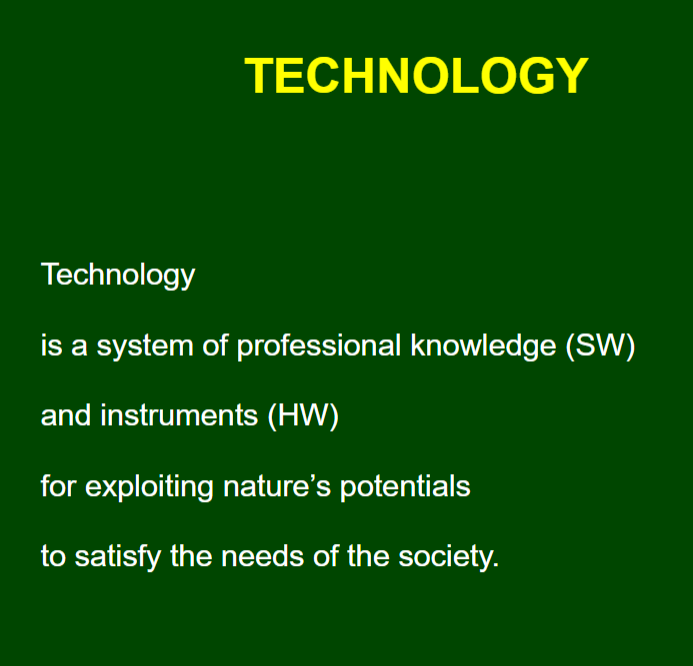 TECHNOLOGY
Technology
is a system of professional knowledge (SW)
and instruments (HW)
for exploiting nature’s potentials
to satisfy the needs of the society.